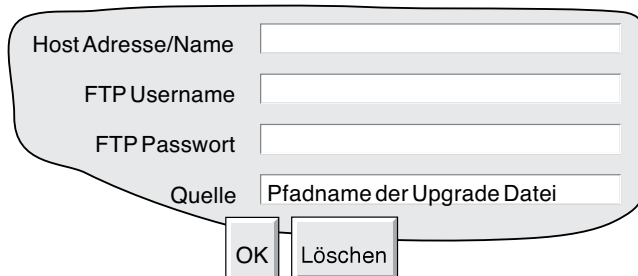 Host Adresse/Name
FTP Username
FTP Passwort
Quelle Pfadname der Upgrade Datei
OK Löschen